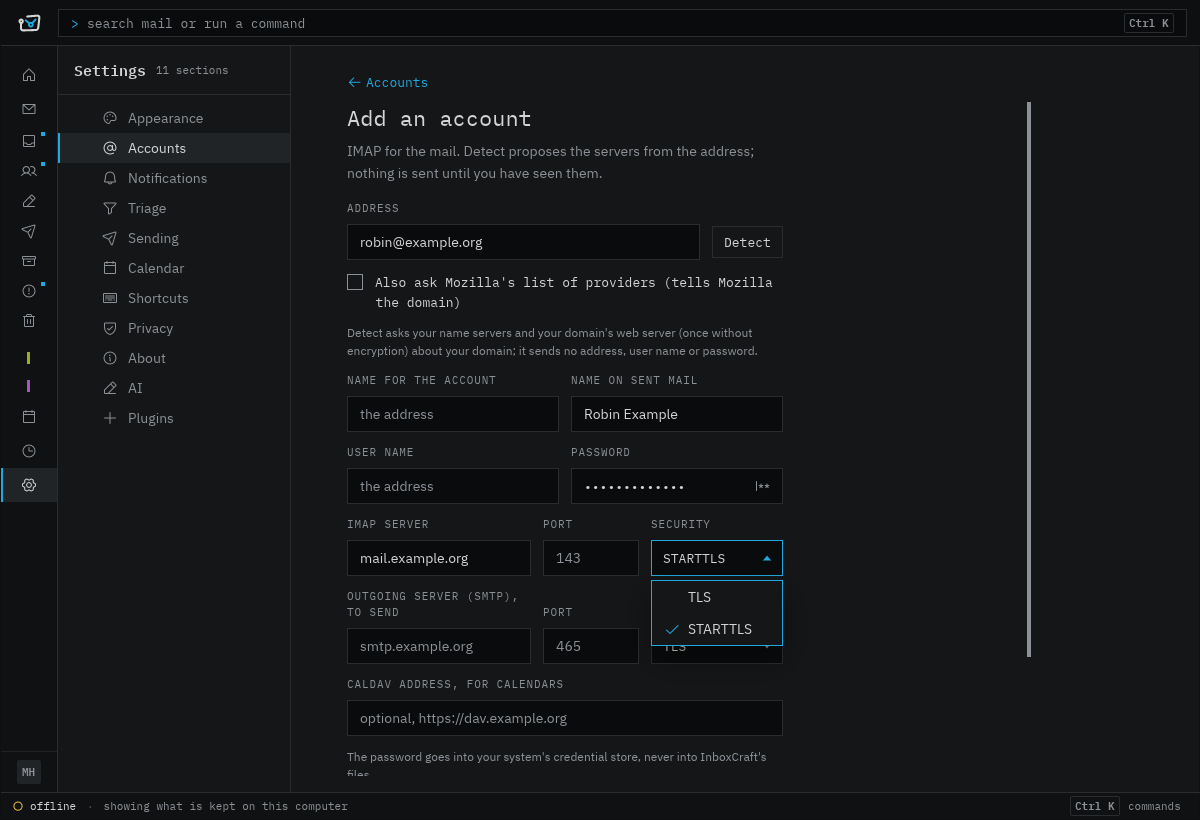 > search mail or run a command Ctrl K
Settings 11 sections
Appearance
Accounts
Notifications
Triage
Sending
Calendar
Shortcuts
Privacy
About
AI
Plugins
MH
← Accounts
Add an account
IMAP for the mail. Detect proposes the servers from the address;
nothing is sent until you have seen them.
ADDRESS
robin@example.org Detect
Also ask Mozilla's list of providers (tells Mozilla
the domain)
Detect asks your name servers and your domain's web server (once without
encryption) about your domain; it sends no address, user name or password.
NAME FOR THE ACCOUNT NAME ON SENT MAIL
the address Robin Example
USER NAME PASSWORD
the address ••••••••••••• |**
IMAP SERVER PORT SECURITY
mail.example.org 143 STARTTLS
TLS
STARTTLS
OUTGOING SERVER (SMTP),
TO SEND PORT
smtp.example.org 465 TLS
CALDAV ADDRESS, FOR CALENDARS
optional, https://dav.example.org
The password goes into your system's credential store, never into InboxCraft's
files
offline · showing what is kept on this computer Ctrl K commands